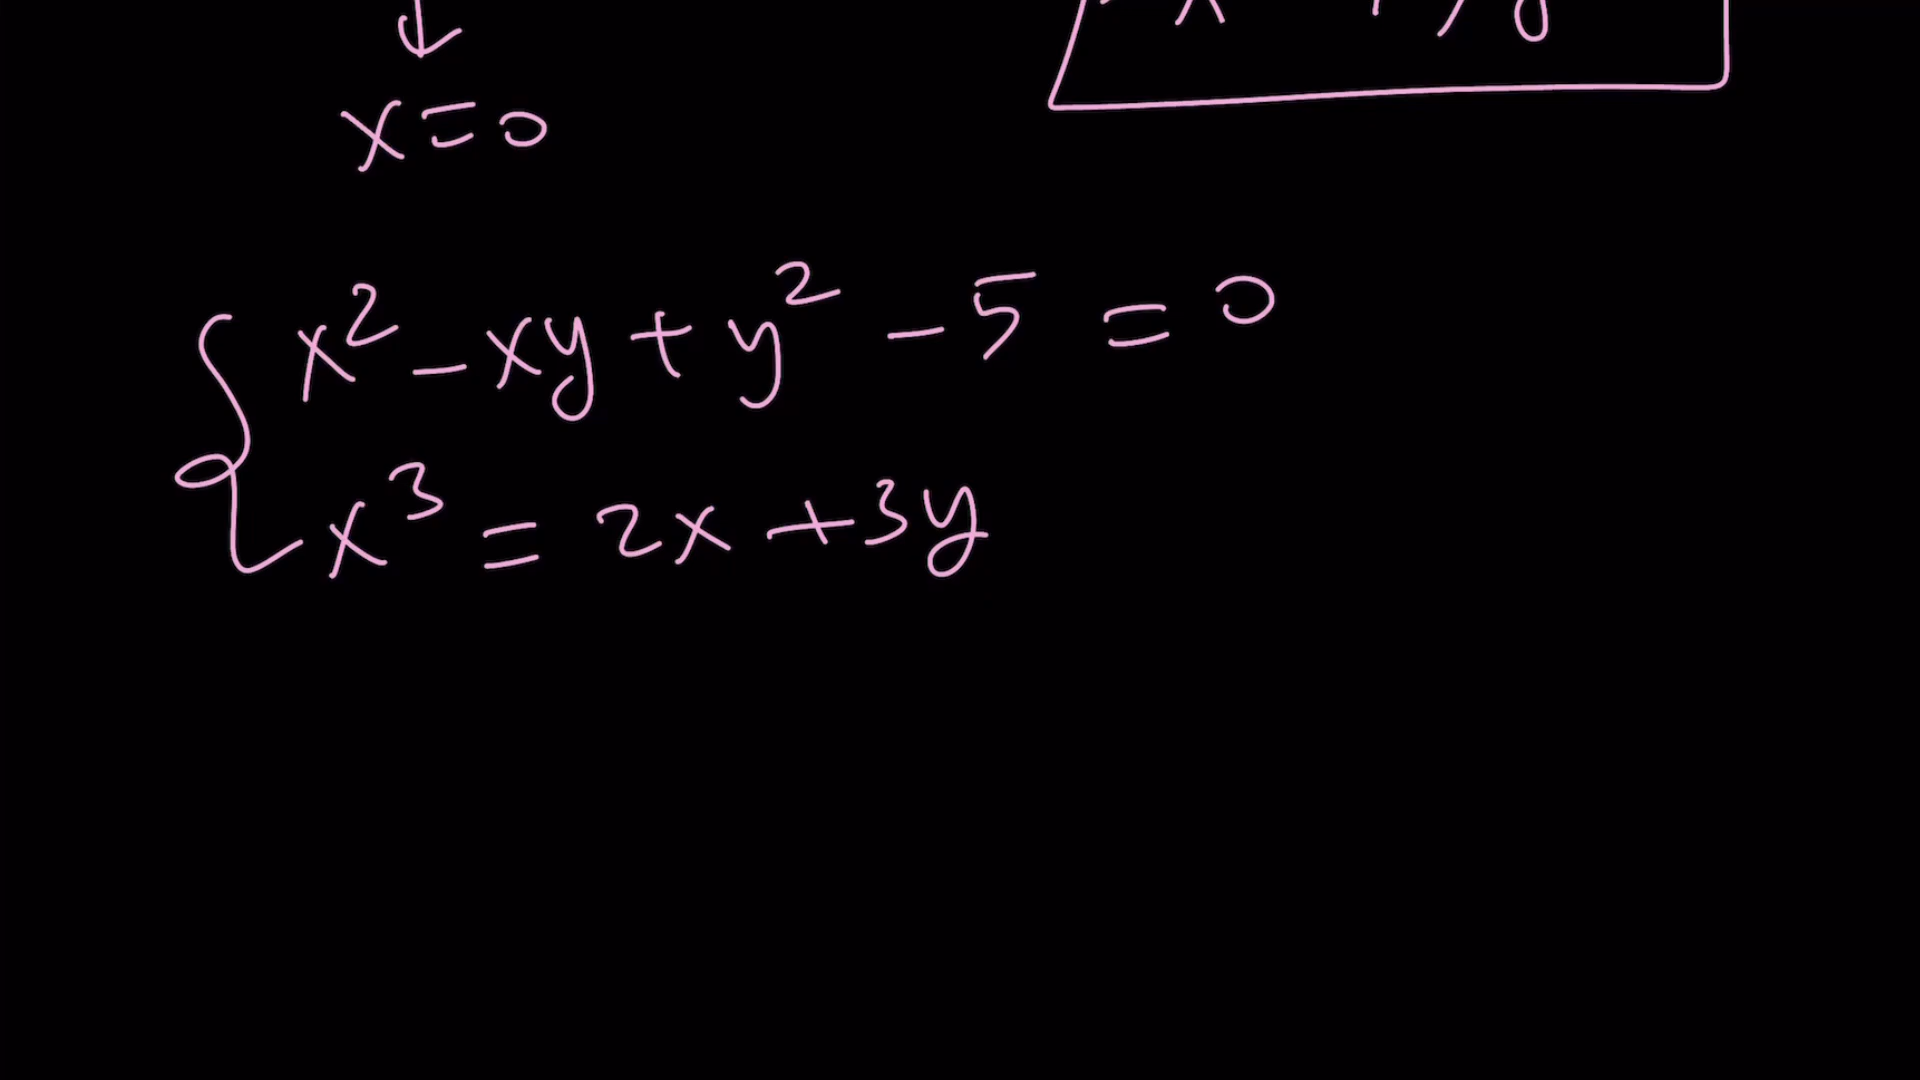 x=0
x² - xy + y² - 5 = 0
x³ = 2x + 3y